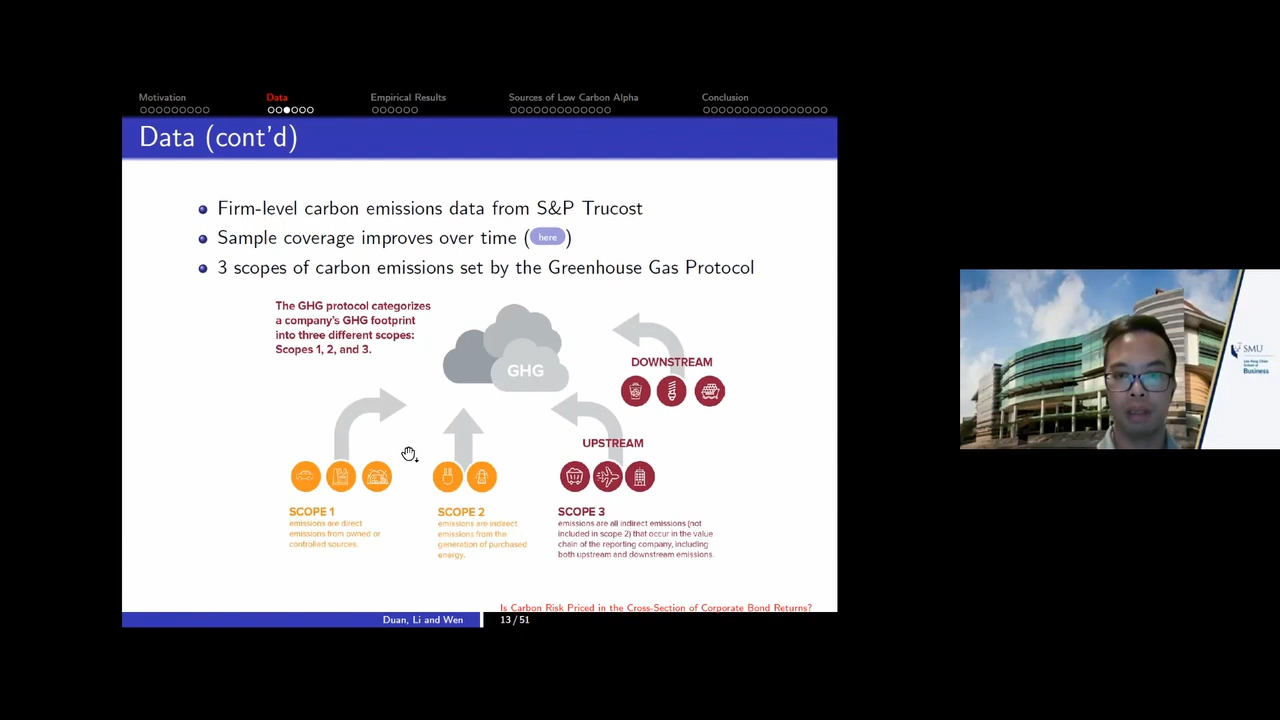 Motivation
Data
Empirical Results
Sources of Low Carbon Alpha
Conclusion
Data (cont'd)
Firm-level carbon emissions data from S&P Trucost
Sample coverage improves over time (here)
3 scopes of carbon emissions set by the Greenhouse Gas Protocol
The GHG protocol categorizes
a company's GHG footprint
into three different scopes:
Scopes 1, 2, and 3.
GHG
DOWNSTREAM
UPSTREAM
SCOPE 1
emissions are direct
emissions from owned or
controlled sources.
SCOPE 2
emissions are indirect
emissions from the
generation of purchased
energy.
SCOPE 3
emissions are all indirect emissions (not
included in scope 2) that occur in the value
chain of the reporting company, including
both upstream and downstream emissions.
Is Carbon Risk Priced in the Cross-Section of Corporate Bond Returns?
Duan, Li and Wen
13 / 51
SMU
Lee Kong Chian
School of
Business